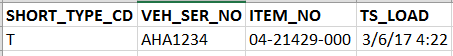 SHORT_TYPE_CD VEH_SER_NO ITEM_NO TS_LOAD
T AHA1234 04-21429-000 3/6/17 4:22